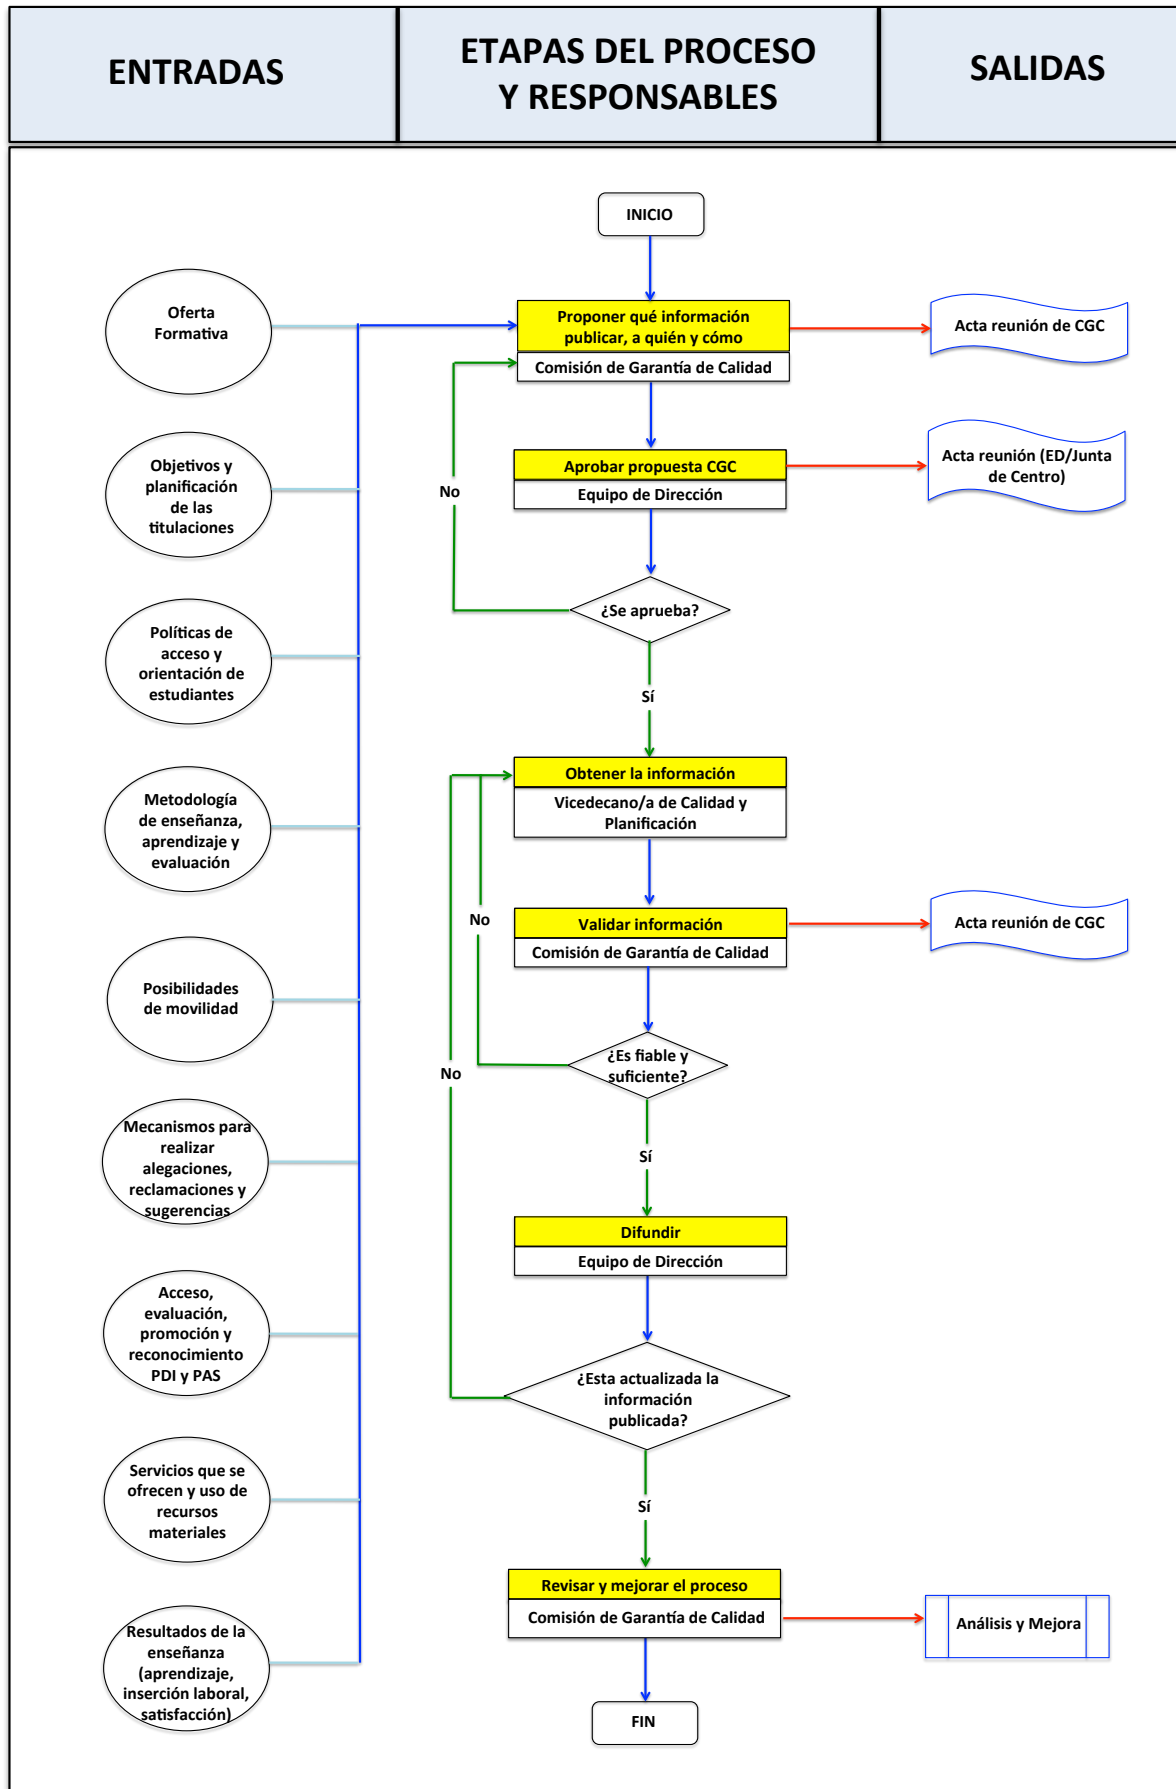 ENTRADAS
ETAPAS DEL PROCESO
Y RESPONSABLES
SALIDAS
INICIO
Oferta
Formativa
Proponer qué información
publicar, a quién y cómo
Comisión de Garantía de Calidad
Acta reunión de CGC
Objetivos y
planificación
de las
titulaciones
No
Aprobar propuesta CGC
Equipo de Dirección
Acta reunión (ED/Junta
de Centro)
¿Se aprueba?
Políticas de
acceso y
orientación de
estudiantes
Sí
Obtener la información
Vicedecano/a de Calidad y
Planificación
Metodología
de enseñanza,
aprendizaje y
evaluación
No
Validar información
Comisión de Garantía de Calidad
Acta reunión de CGC
Posibilidades
de movilidad
¿Es fiable y
suficiente?
No
Mecanismos para
realizar
alegaciones,
reclamaciones y
sugerencias
Sí
Difundir
Equipo de Dirección
Acceso,
evaluación,
promoción y
reconocimiento
PDI y PAS
¿Esta actualizada la
información
publicada?
Servicios que se
ofrecen y uso de
recursos
materiales
Sí
Revisar y mejorar el proceso
Comisión de Garantía de Calidad
Análisis y Mejora
Resultados de la
enseñanza
(aprendizaje,
inserción laboral,
satisfacción)
FIN